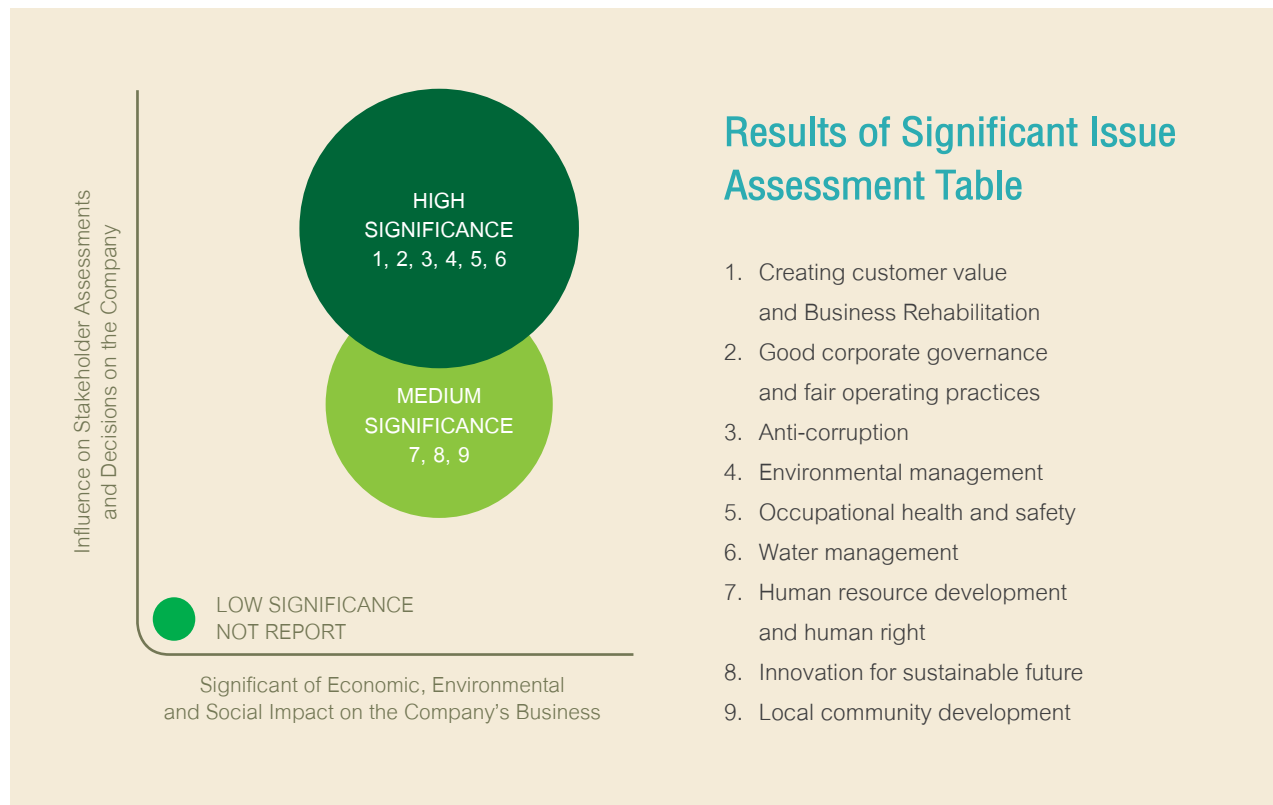 Influence on Stakeholder Assessments
and Decisions on the Company
HIGH
SIGNIFICANCE
1, 2, 3, 4, 5, 6
MEDIUM
SIGNIFICANCE
7, 8, 9
LOW SIGNIFICANCE
NOT REPORT
Significant of Economic, Environmental
and Social Impact on the Company's Business
Results of Significant Issue
Assessment Table
1. Creating customer value
and Business Rehabilitation
2. Good corporate governance
and fair operating practices
3. Anti-corruption
4. Environmental management
5. Occupational health and safety
6. Water management
7. Human resource development
and human right
8. Innovation for sustainable future
9. Local community development